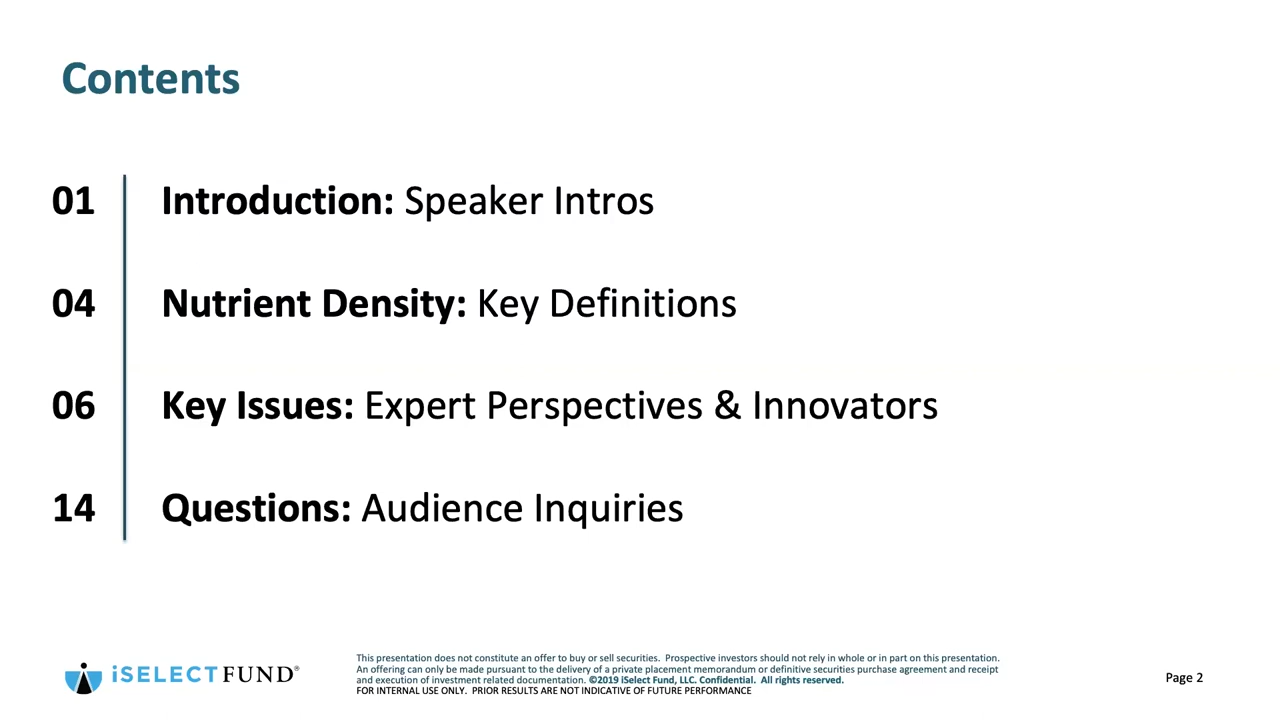 Contents
01 Introduction: Speaker Intros
04 Nutrient Density: Key Definitions
06 Key Issues: Expert Perspectives & Innovators
14 Questions: Audience Inquiries
iSELECTFUND®
This presentation does not constitute an offer to buy or sell securities. Prospective investors should not rely in whole or in part on this presentation.
An offering can only be made pursuant to the delivery of a private placement memorandum or definitive securities purchase agreement and receipt
and execution of investment related documentation. ©2019 iSelect Fund, LLC. Confidential. All rights reserved.
FOR INTERNAL USE ONLY. PRIOR RESULTS ARE NOT INDICATIVE OF FUTURE PERFORMANCE
Page 2